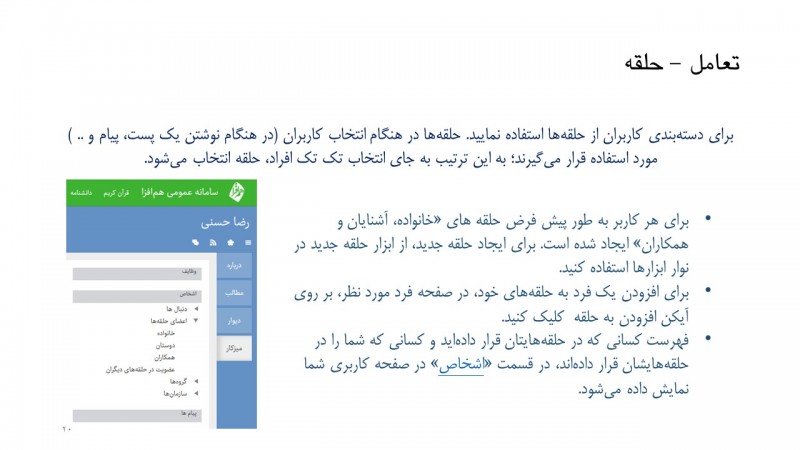 تعامل – حلقه
برای دسته‌بندی کاربران از حلقه‌ها استفاده نمایید. حلقه‌ها در هنگام انتخاب کاربران (در هنگام نوشتن یک پست، پیام و .. )
مورد استفاده قرار می‌گیرند؛ به این ترتیب به جای انتخاب تک تک افراد، حلقه انتخاب می‌شود.
• برای هر کاربر به طور پیش فرض حلقه های «خانواده، آشنایان و
همکاران» ایجاد شده است. برای ایجاد حلقه جدید، از ابزار حلقه جدید در
نوار ابزارها استفاده کنید.
• برای افزودن یک فرد به حلقه‌های خود، در صفحه فرد مورد نظر، بر روی
آیکن افزودن به حلقه کلیک کنید.
• فهرست کسانی که در حلقه‌هایتان قرار داده‌اید و کسانی که شما را در
حلقه‌هایشان قرار داده‌اند، در قسمت «اشخاص» در صفحه کاربری شما
نمایش داده می‌شود.
سامانه عمومی هم‌افزا قرآن کریم دانشنامه
رضا حسنی
درباره
مطالب
دیوار
میزکار
وظایف
اشخاص
دنبال ها
اعضای حلقه‌ها
خانواده
دوستان
همکاران
عضویت در حلقه‌های دیگران
گروه‌ها
سازمان‌ها
پیام ها
۲۰